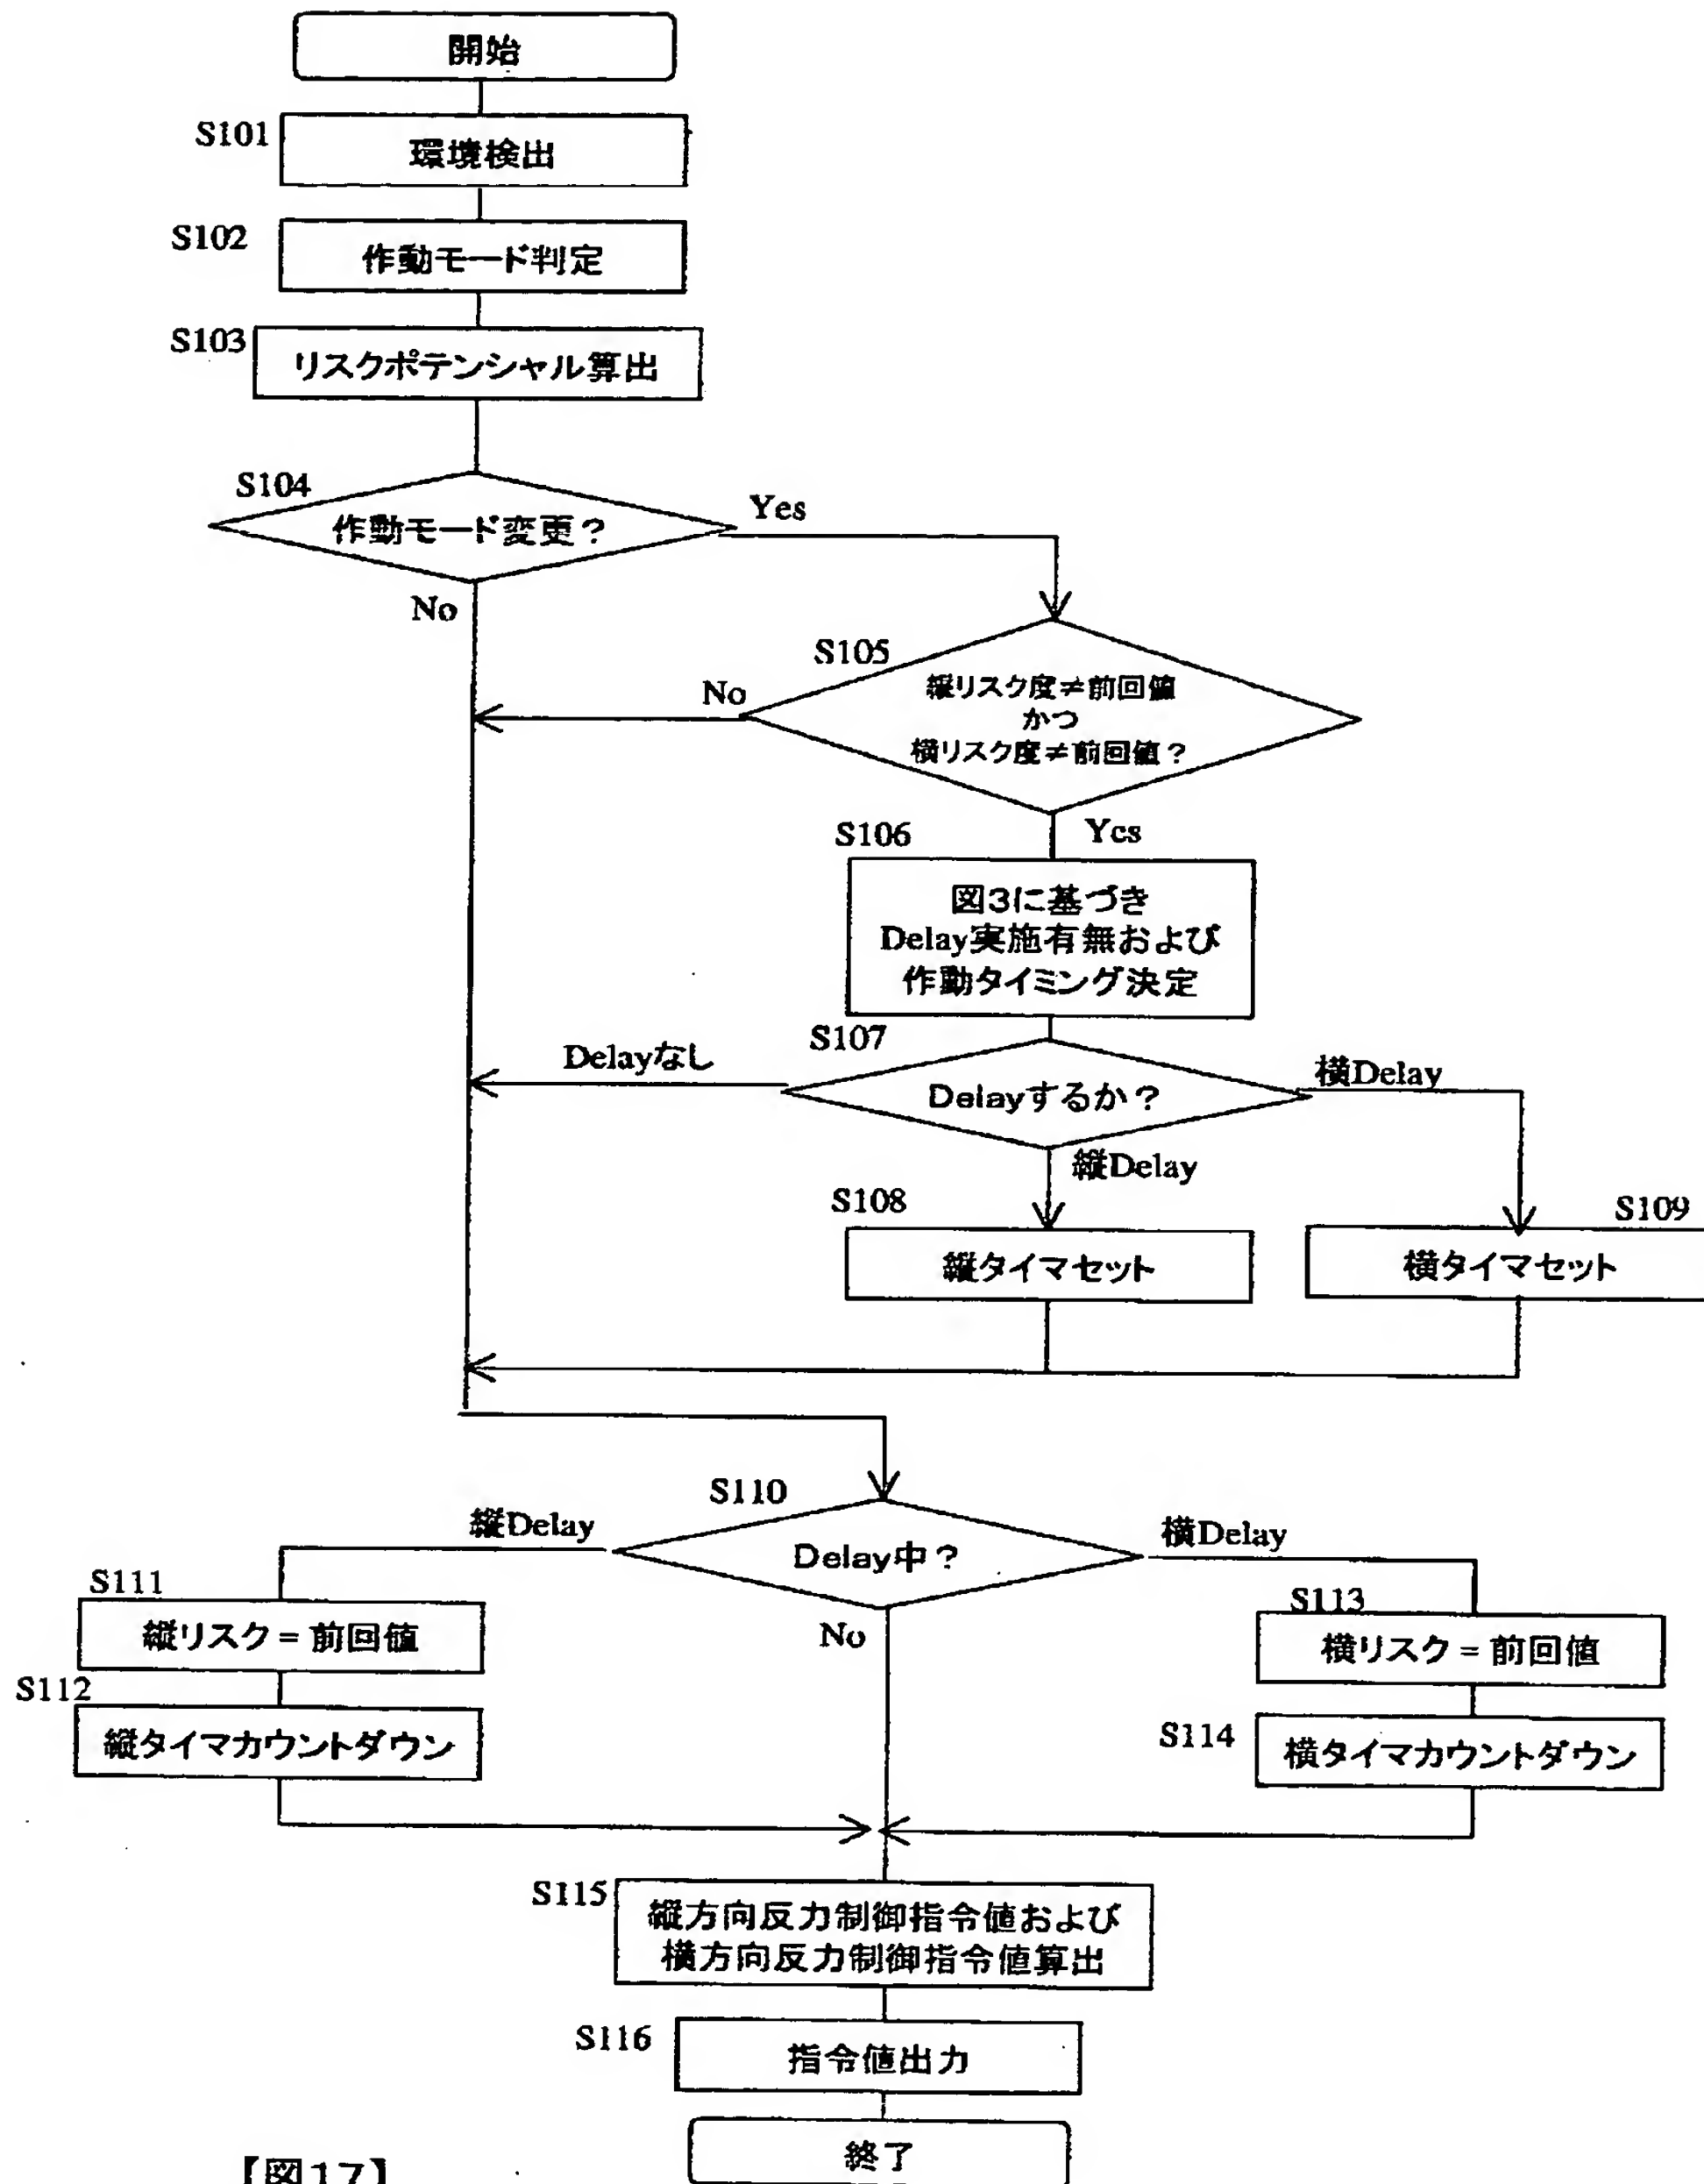 開始
S101
環境検出
S102
作動モード判定
S103
リスクポテンシャル算出
S104
作動モード変更?
Yes
No
S105
縦リスク度≠前回値
かつ
横リスク度≠前回値?
No
Yes
S106
図3に基づき
Delay実施有無および
作動タイミング決定
S107
Delayなし
Delayするか?
横Delay
縦Delay
S108
縦タイマセット
S109
横タイマセット
S110
縦Delay
Delay中?
横Delay
No
S111
縦リスク=前回値
S112
縦タイマカウントダウン
S113
横リスク=前回値
S114
横タイマカウントダウン
S115
縦方向反力制御指令値および
横方向反力制御指令値算出
S116
指令値出力
終了
【図17】